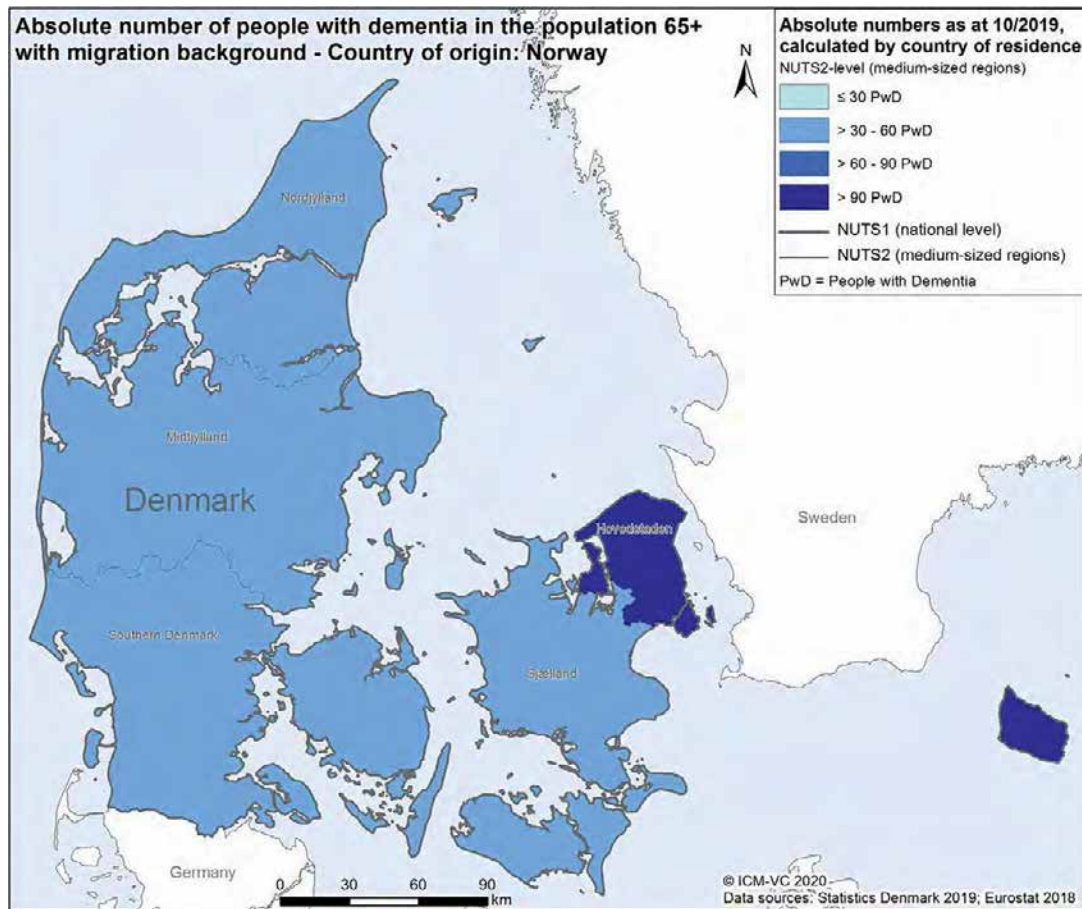 Absolute number of people with dementia in the population 65+
with migration background - Country of origin: Norway
N
Absolute numbers as at 10/2019,
calculated by country of residence
NUTS2-level (medium-sized regions)
≤ 30 PwD
> 30 - 60 PwD
> 60 - 90 PwD
> 90 PwD
NUTS1 (national level)
NUTS2 (medium-sized regions)
PwD = People with Dementia
Nordjylland
Midtjylland
Denmark
Hovedstaden
Sweden
Southern Denmark
Sjælland
Germany
0 30 60 90
km
© ICM-VC 2020
Data sources: Statistics Denmark 2019; Eurostat 2018